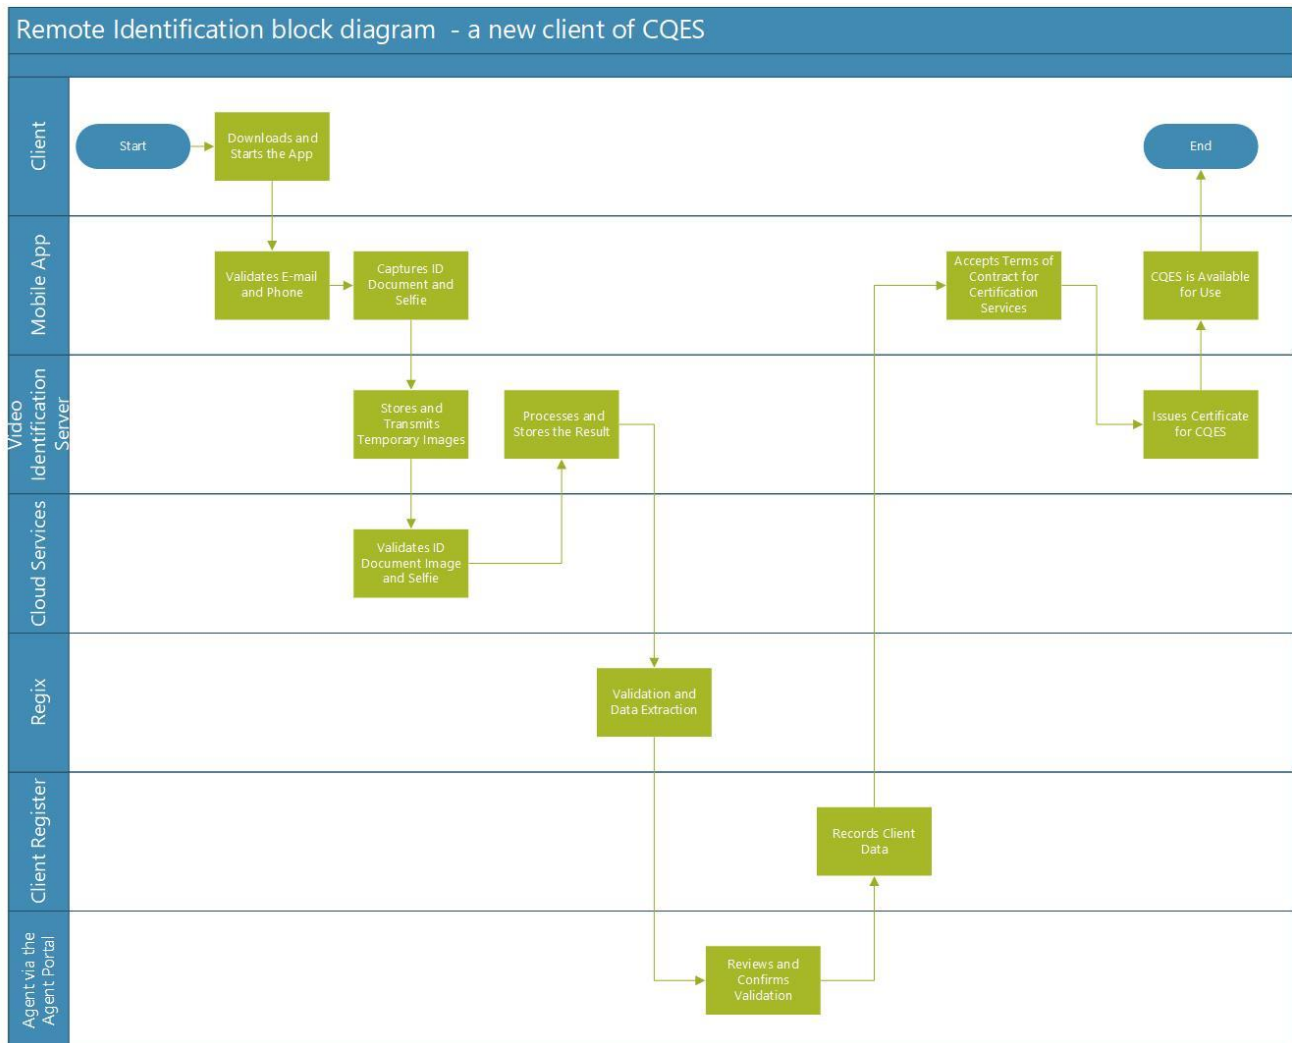 Remote Identification block diagram  - a new client of CQES
Client
Start
Downloads and
Starts the App
End
Mobile App
Validates E-mail
and Phone
Captures ID
Document and
Selfie
Accepts Terms of
Contract for
Certification
Services
CQES is Available
for Use
Video
Identification
Server
Stores and
Transmits
Temporary Images
Processes and
Stores the Result
Issues Certificate
for CQES
Cloud Services
Validates ID
Document Image
and Selfie
Regix
Validation and
Data Extraction
Client Register
Records Client
Data
Agent via the
Agent Portal
Reviews and
Confirms
Validation